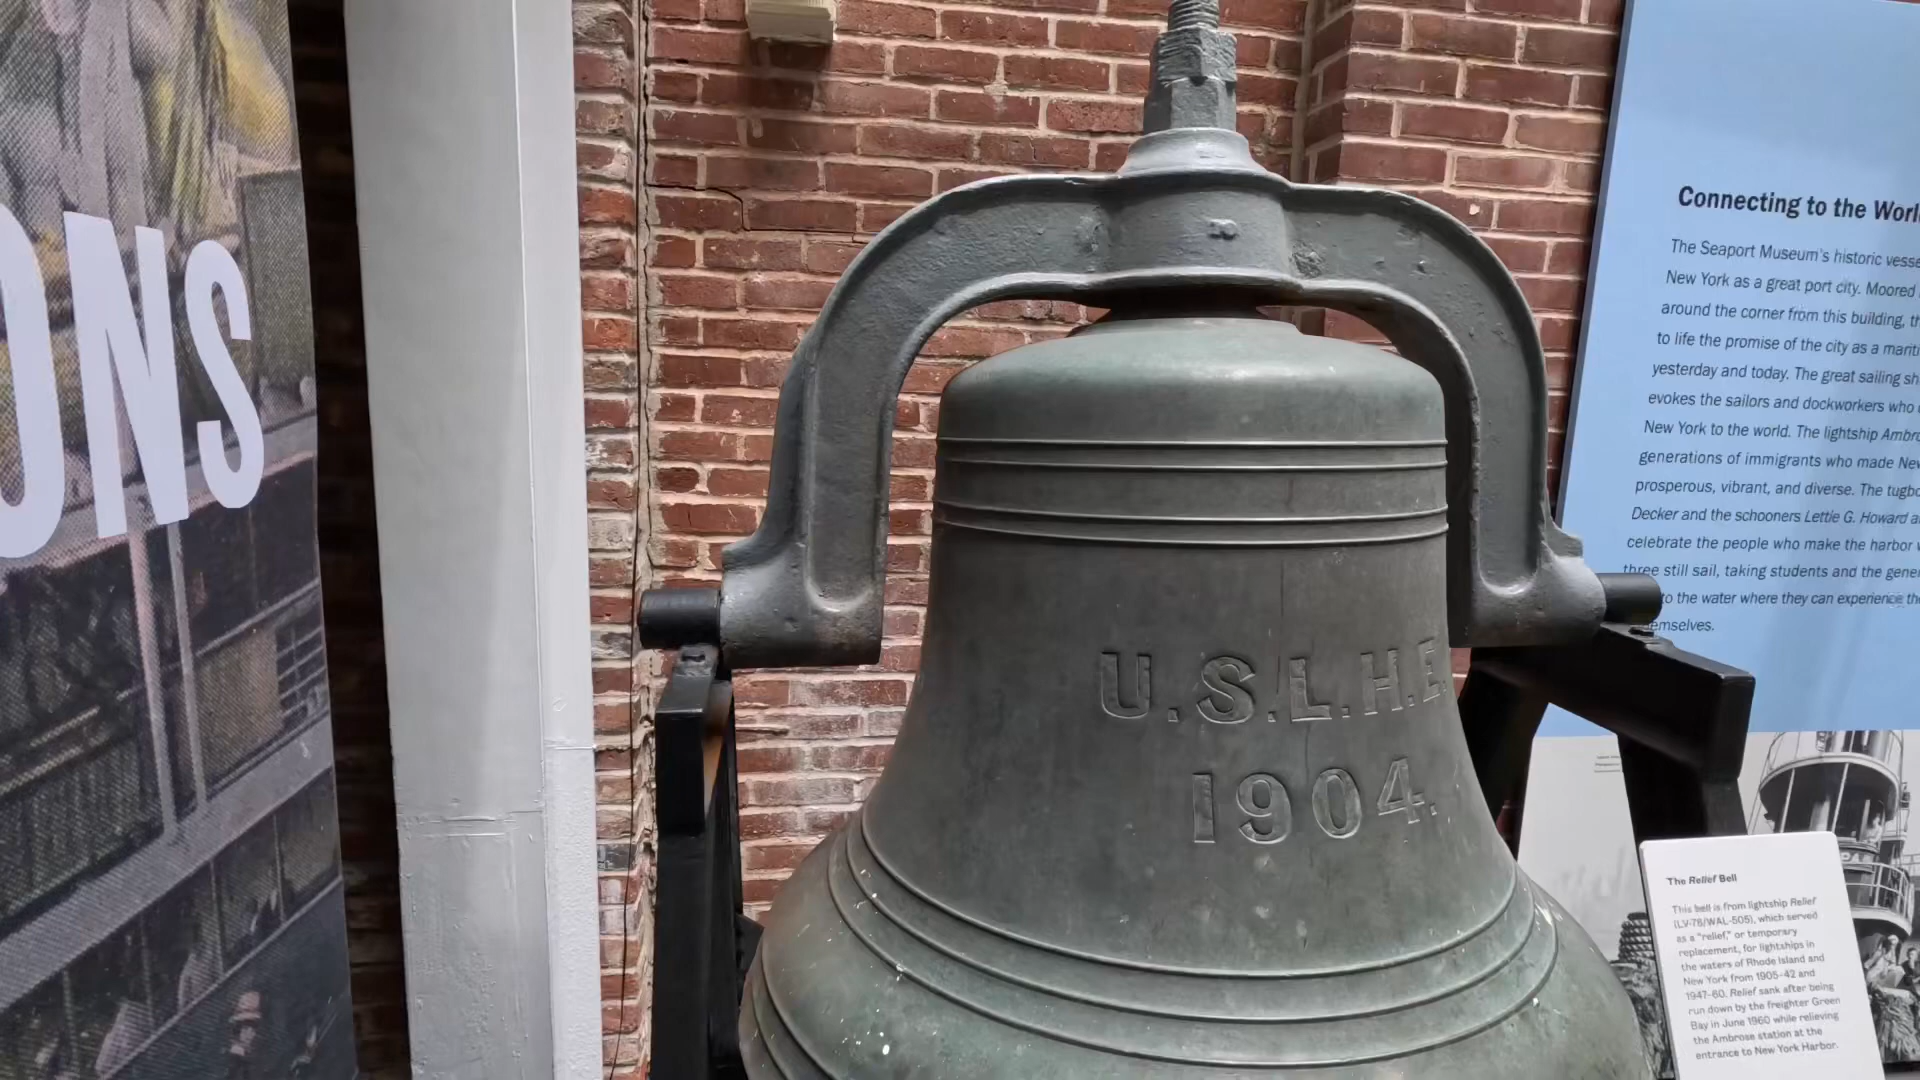 ONS
U.S.L.H.E.
1904.
Connecting to the Worl
The Seaport Museum's historic vesse
New York as a great port city. Moored
around the corner from this building, th
to life the promise of the city as a mariti
yesterday and today. The great sailing sh
evokes the sailors and dockworkers who
New York to the world. The lightship Ambro
generations of immigrants who made New
prosperous, vibrant, and diverse. The tugbo
Decker and the schooners Lettie G. Howard a
celebrate the people who make the harbor w
three still sail, taking students and the gene
to the water where they can experience the
emselves.
The Relief Bell
This bell is from lightship Relief
(LV-78/WAL-505), which served
as a "relief," or temporary
replacement, for lightships in
the waters of Rhode Island and
New York from 1905-42 and
1947-60. Relief sank after being
run down by the freighter Green
Bay in June 1960 while relieving
the Ambrose station at the
entrance to New York Harbor.